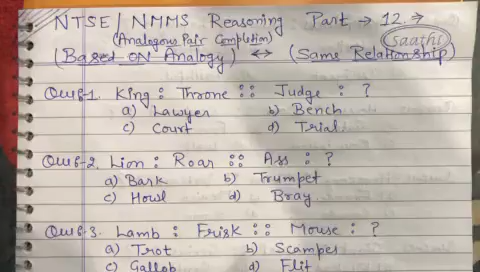 NTSE/NMMS Reasoning Part → 12 →
(Analogous Pair Completion)
Saathi
(Based ON Analogy) ↔ (Same Relationship)
Ques-1. King : Throne :: Judge : ?
a) Lawyer b) Bench
c) Court d) Trial
Ques-2. Lion : Roar :: Ass : ?
a) Bark b) Trumpet
c) Howl d) Bray
Ques-3. Lamb : Frisk :: Mouse : ?
a) Trot b) Scamper
c) Gallop d) Flit